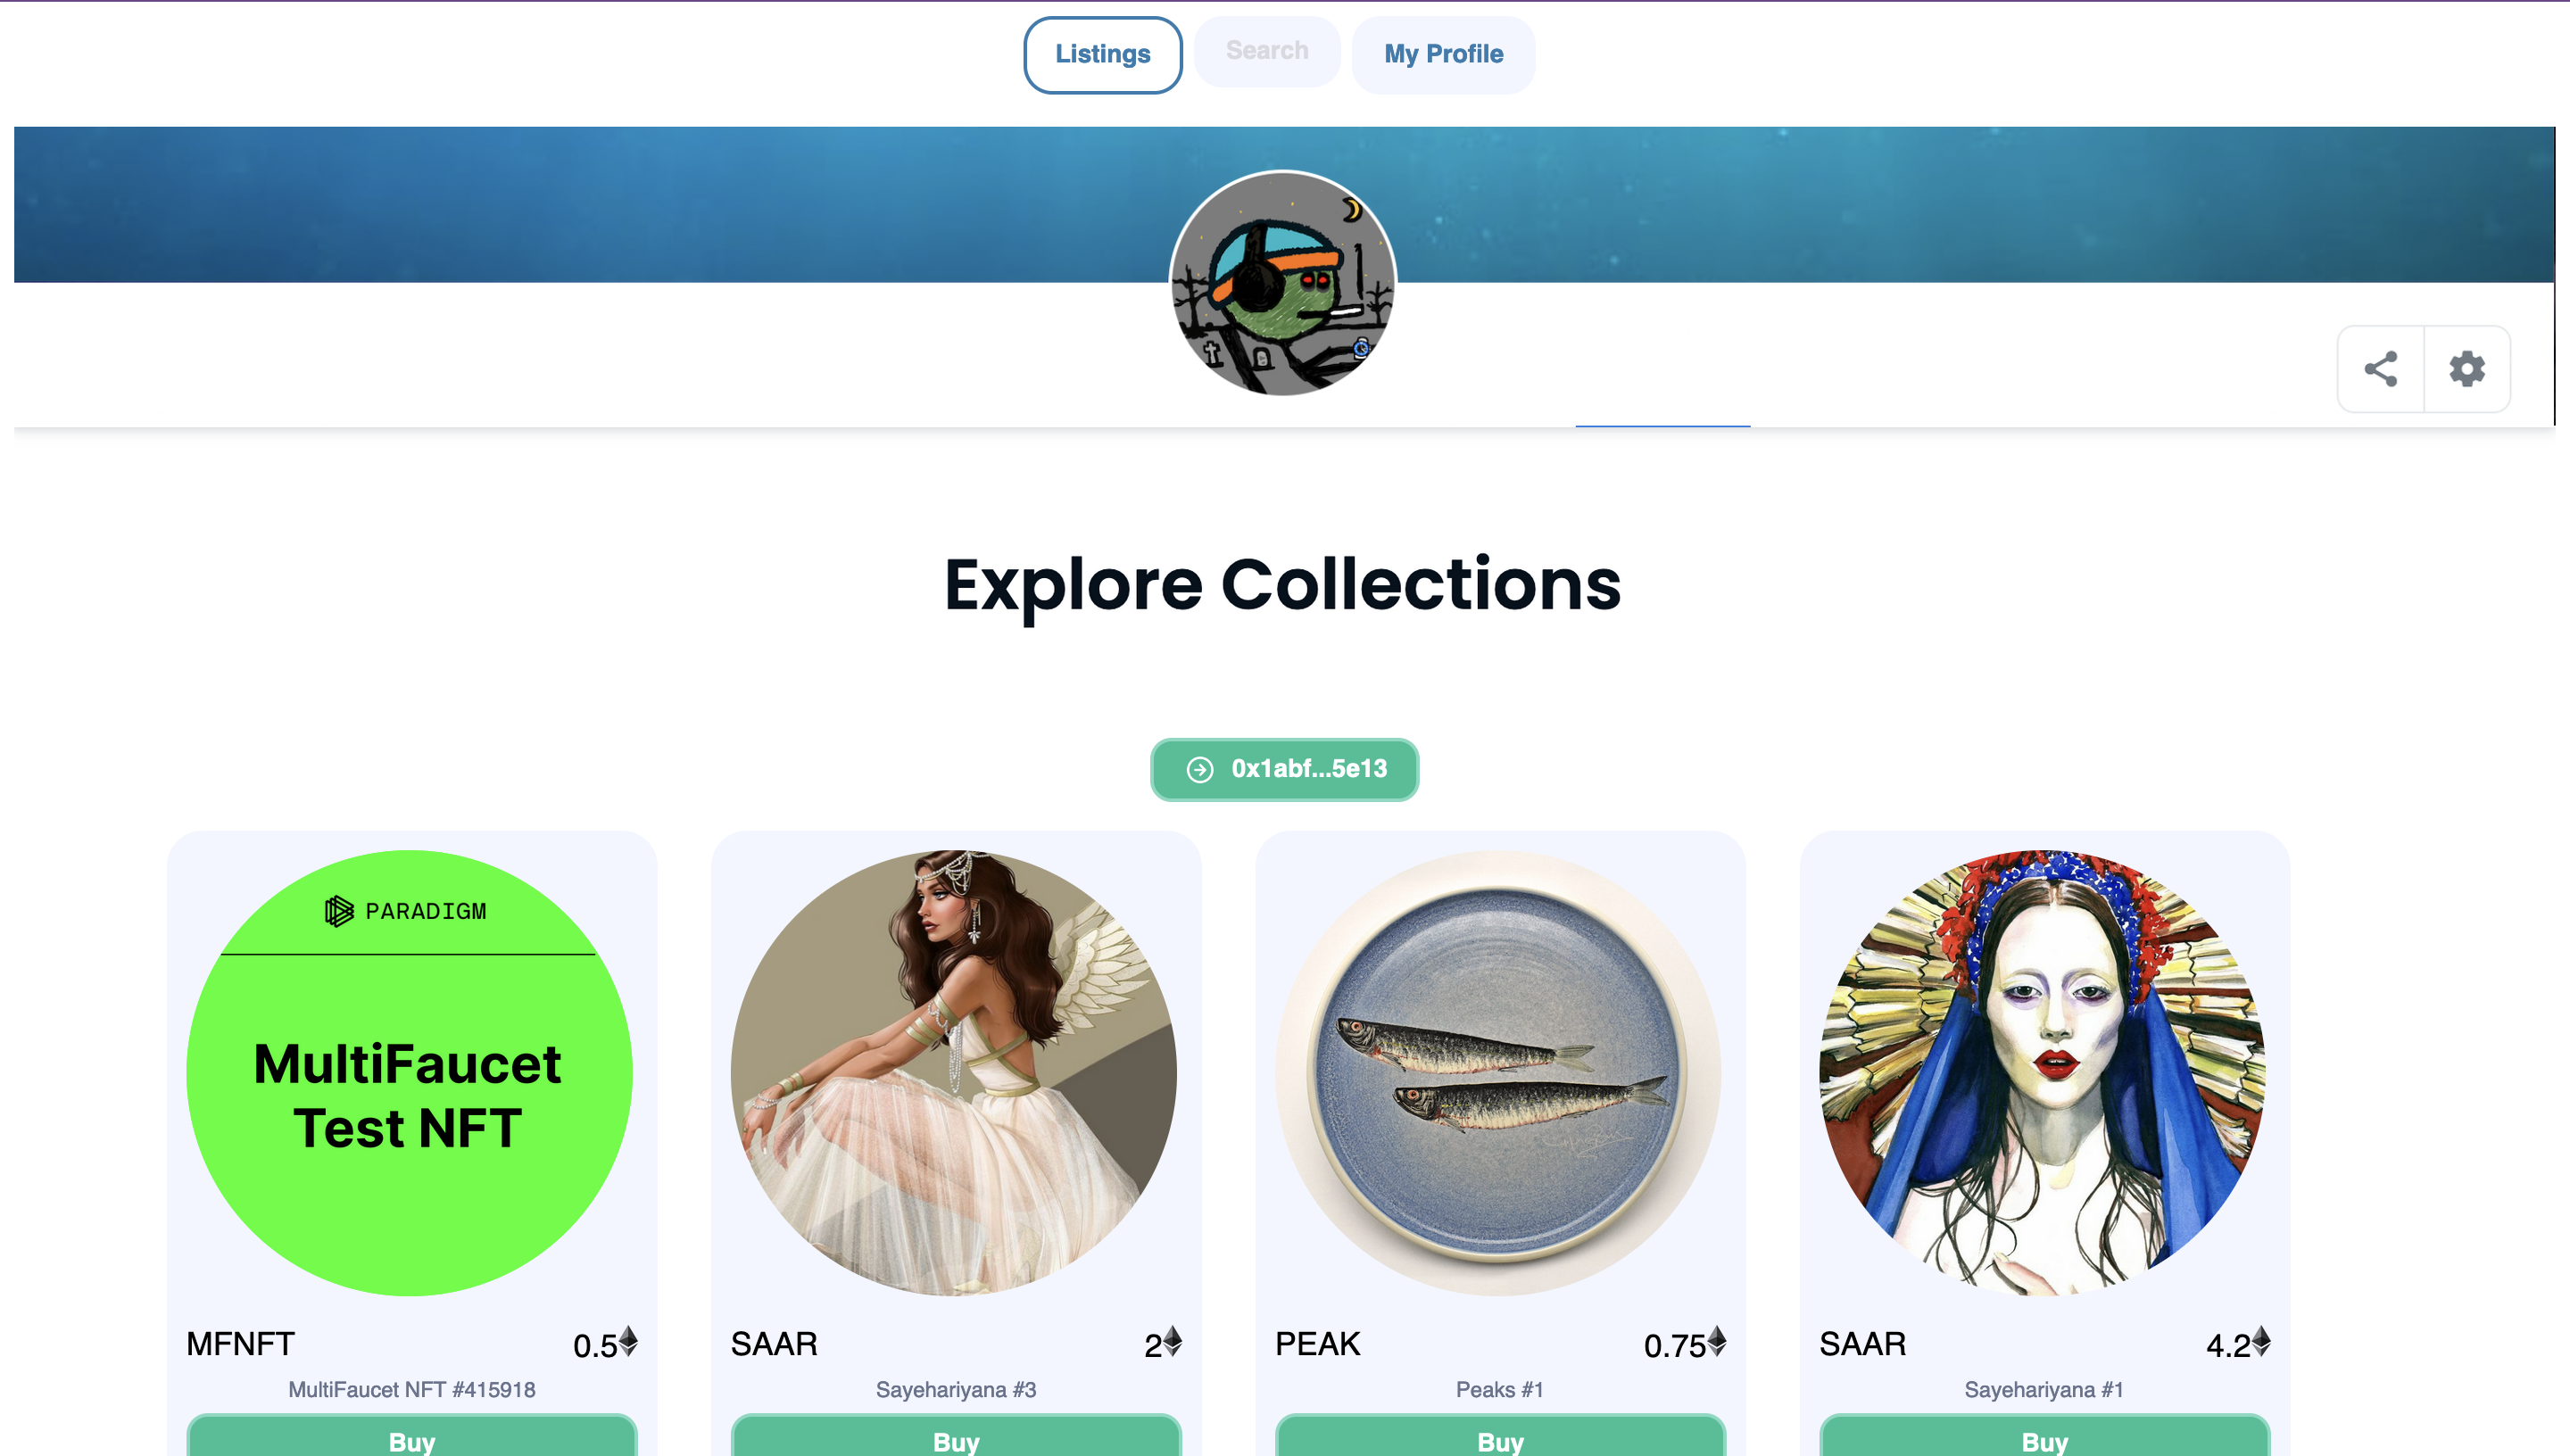 Listings
Search
My Profile
Explore Collections
0x1abf...5e13
PARADIGM
MultiFaucet
Test NFT
MFNFT 0.5
MultiFaucet NFT #415918
Buy
SAAR 2
Sayehariyana #3
Buy
PEAK 0.75
Peaks #1
Buy
SAAR 4.2
Sayehariyana #1
Buy